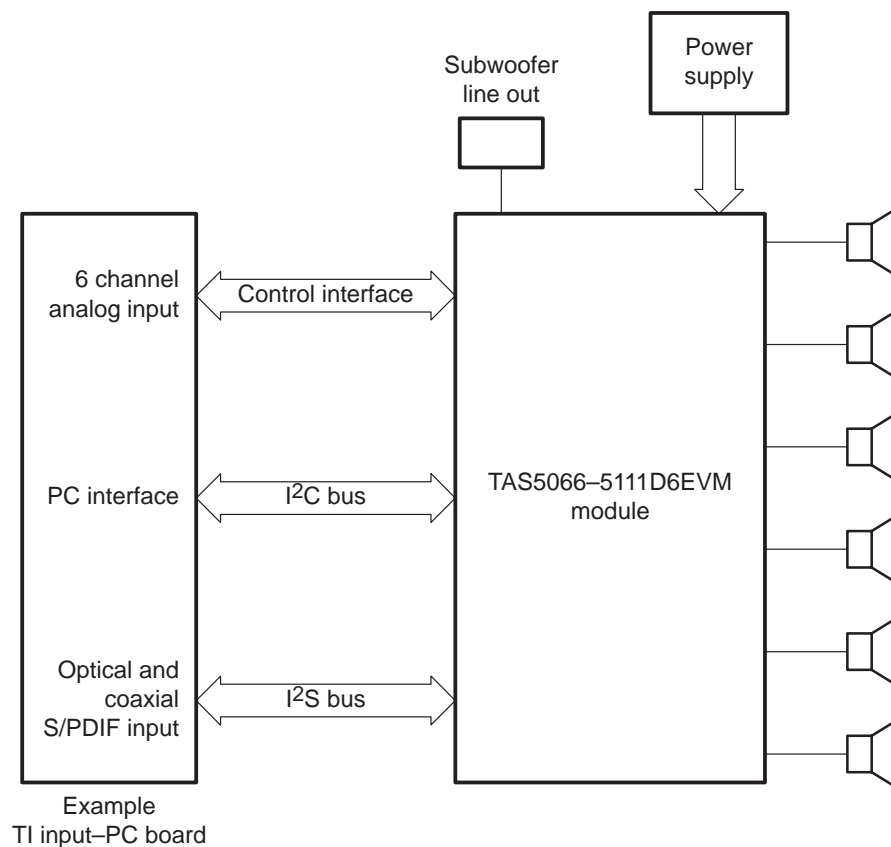 Power
supply
Subwoofer
line out
6 channel
analog input
Control interface
PC interface
I²C bus
TAS5066–5111D6EVM
module
Optical and
coaxial
S/PDIF input
I²S bus
Example
TI input–PC board